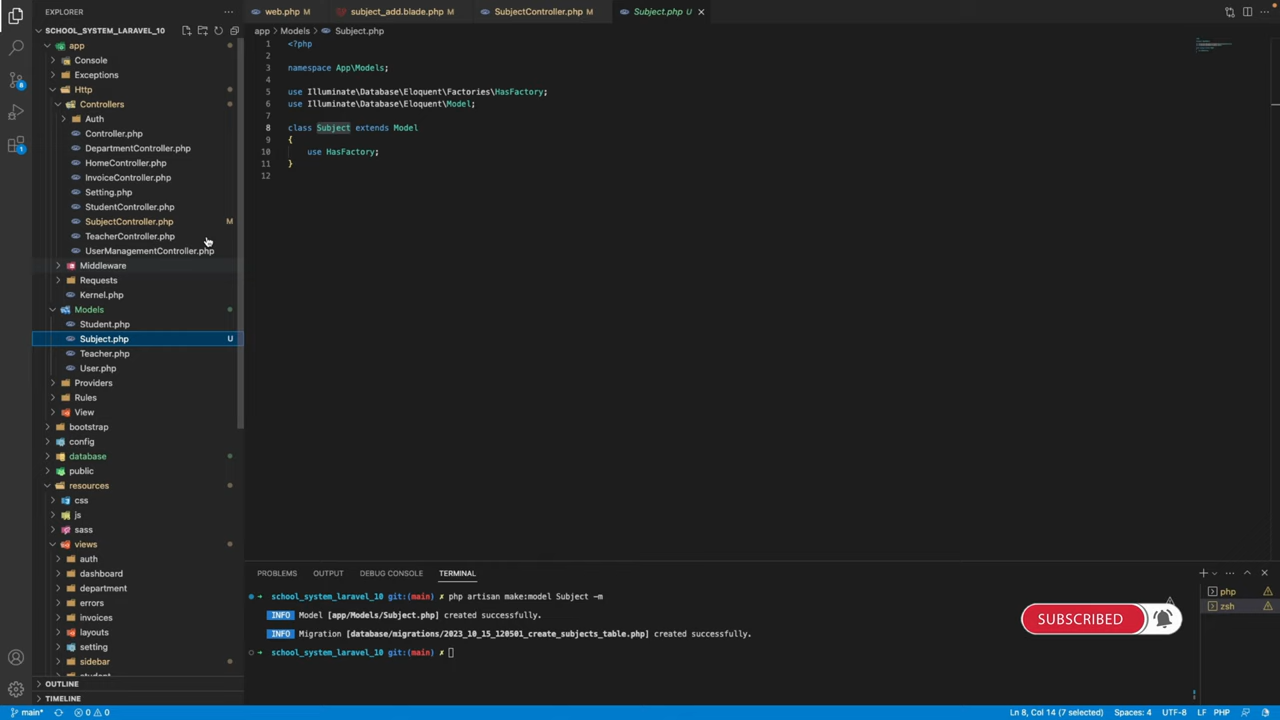 EXPLORER
SCHOOL_SYSTEM_LARAVEL_10
app
Console
Exceptions
Http
Controllers
Auth
Controller.php
DepartmentController.php
HomeController.php
InvoiceController.php
Setting.php
StudentController.php
SubjectController.php M
TeacherController.php
UserManagementController.php
Middleware
Requests
Kernel.php
Models
Student.php
Subject.php U
Teacher.php
User.php
Providers
Rules
View
bootstrap
config
database
public
resources
css
js
sass
views
auth
dashboard
department
errors
invoices
layouts
setting
sidebar
student
OUTLINE
TIMELINE
8
1
web.php M
subject_add.blade.php M
SubjectController.php M
Subject.php U
app > Models > Subject.php
1 <?php
2
3 namespace App\Models;
4
5 use Illuminate\Database\Eloquent\Factories\HasFactory;
6 use Illuminate\Database\Eloquent\Model;
7
8 class Subject extends Model
9 {
10 use HasFactory;
11 }
12
PROBLEMS OUTPUT DEBUG CONSOLE TERMINAL
school_system_laravel_10 git:(main) ✗ php artisan make:model Subject -m
INFO Model [app/Models/Subject.php] created successfully.
INFO Migration [database/migrations/2023_10_15_120501_create_subjects_table.php] created successfully.
school_system_laravel_10 git:(main) ✗
php
zsh
SUBSCRIBED
main* 0 0
Ln 8, Col 14 (7 selected) Spaces: 4 UTF-8 LF PHP